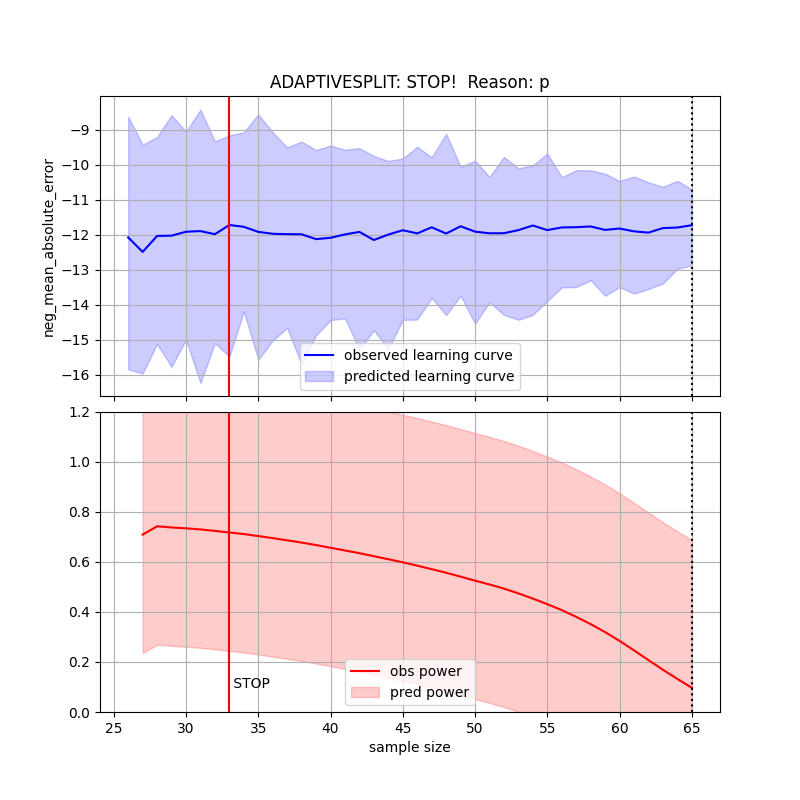 ADAPTIVESPLIT: STOP!  Reason: p
neg_mean_absolute_error
−9
−10
−11
−12
−13
−14
−15
−16
observed learning curve
predicted learning curve
1.2
1.0
0.8
0.6
0.4
0.2
0.0
STOP
obs power
pred power
25 30 35 40 45 50 55 60 65
sample size